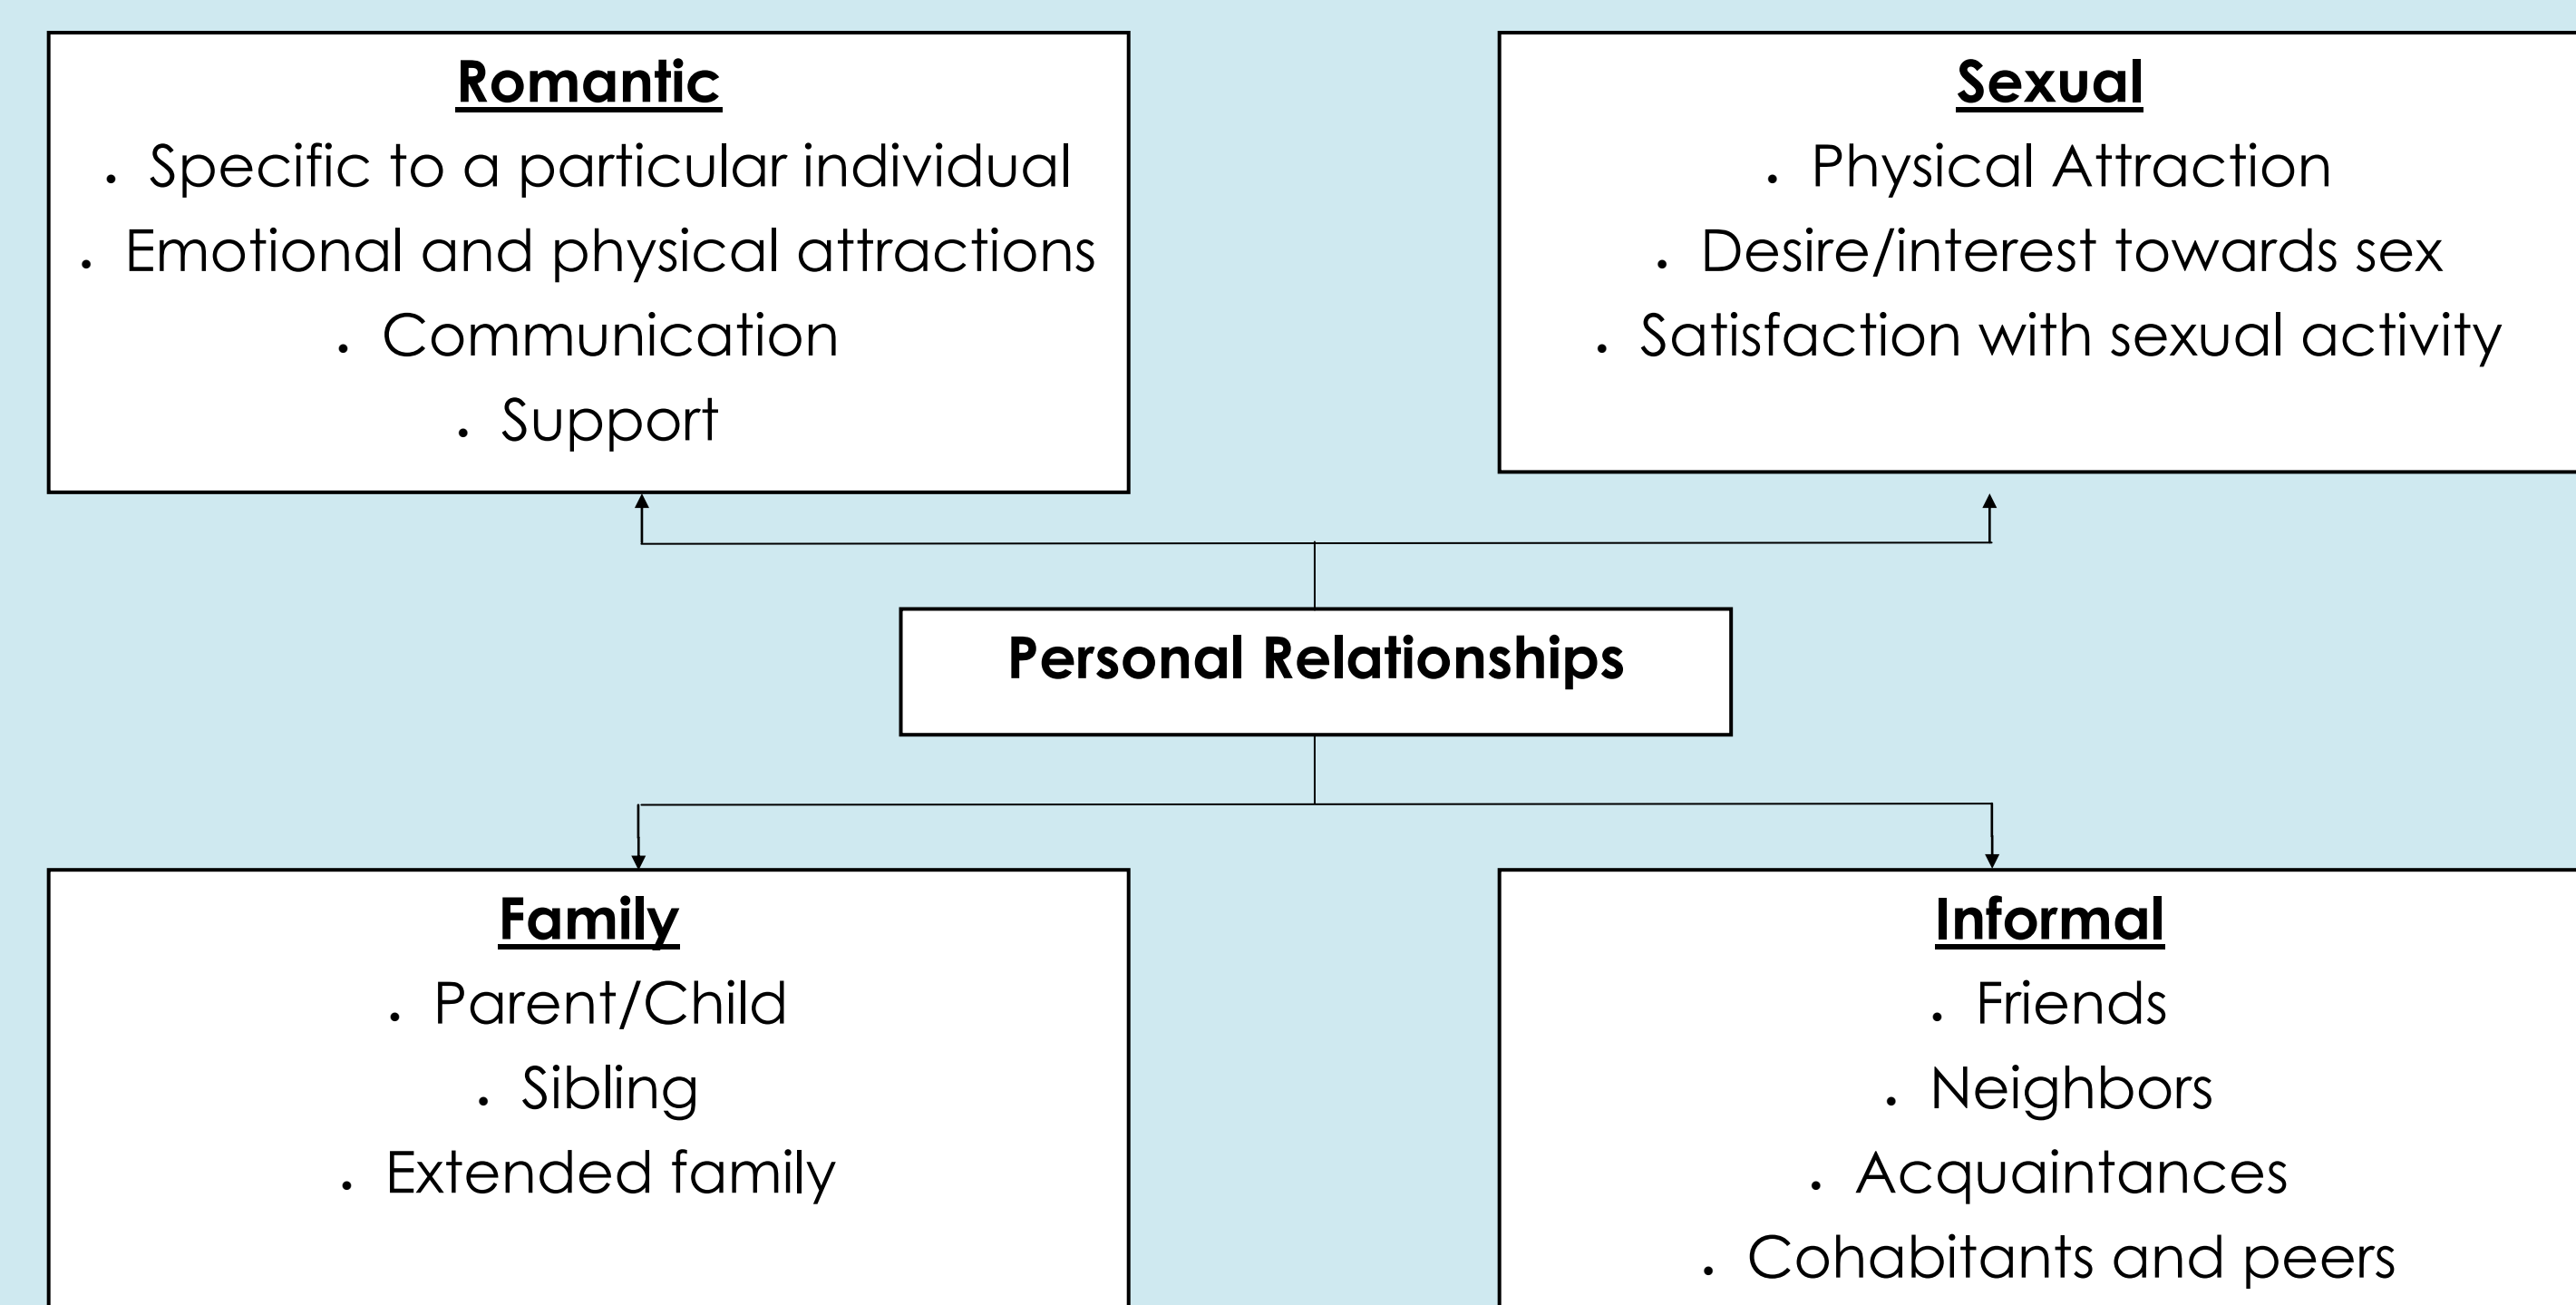 Romantic
. Specific to a particular individual
. Emotional and physical attractions
. Communication
. Support
Sexual
. Physical Attraction
. Desire/interest towards sex
. Satisfaction with sexual activity
Personal Relationships
Family
. Parent/Child
. Sibling
. Extended family
Informal
. Friends
. Neighbors
. Acquaintances
. Cohabitants and peers